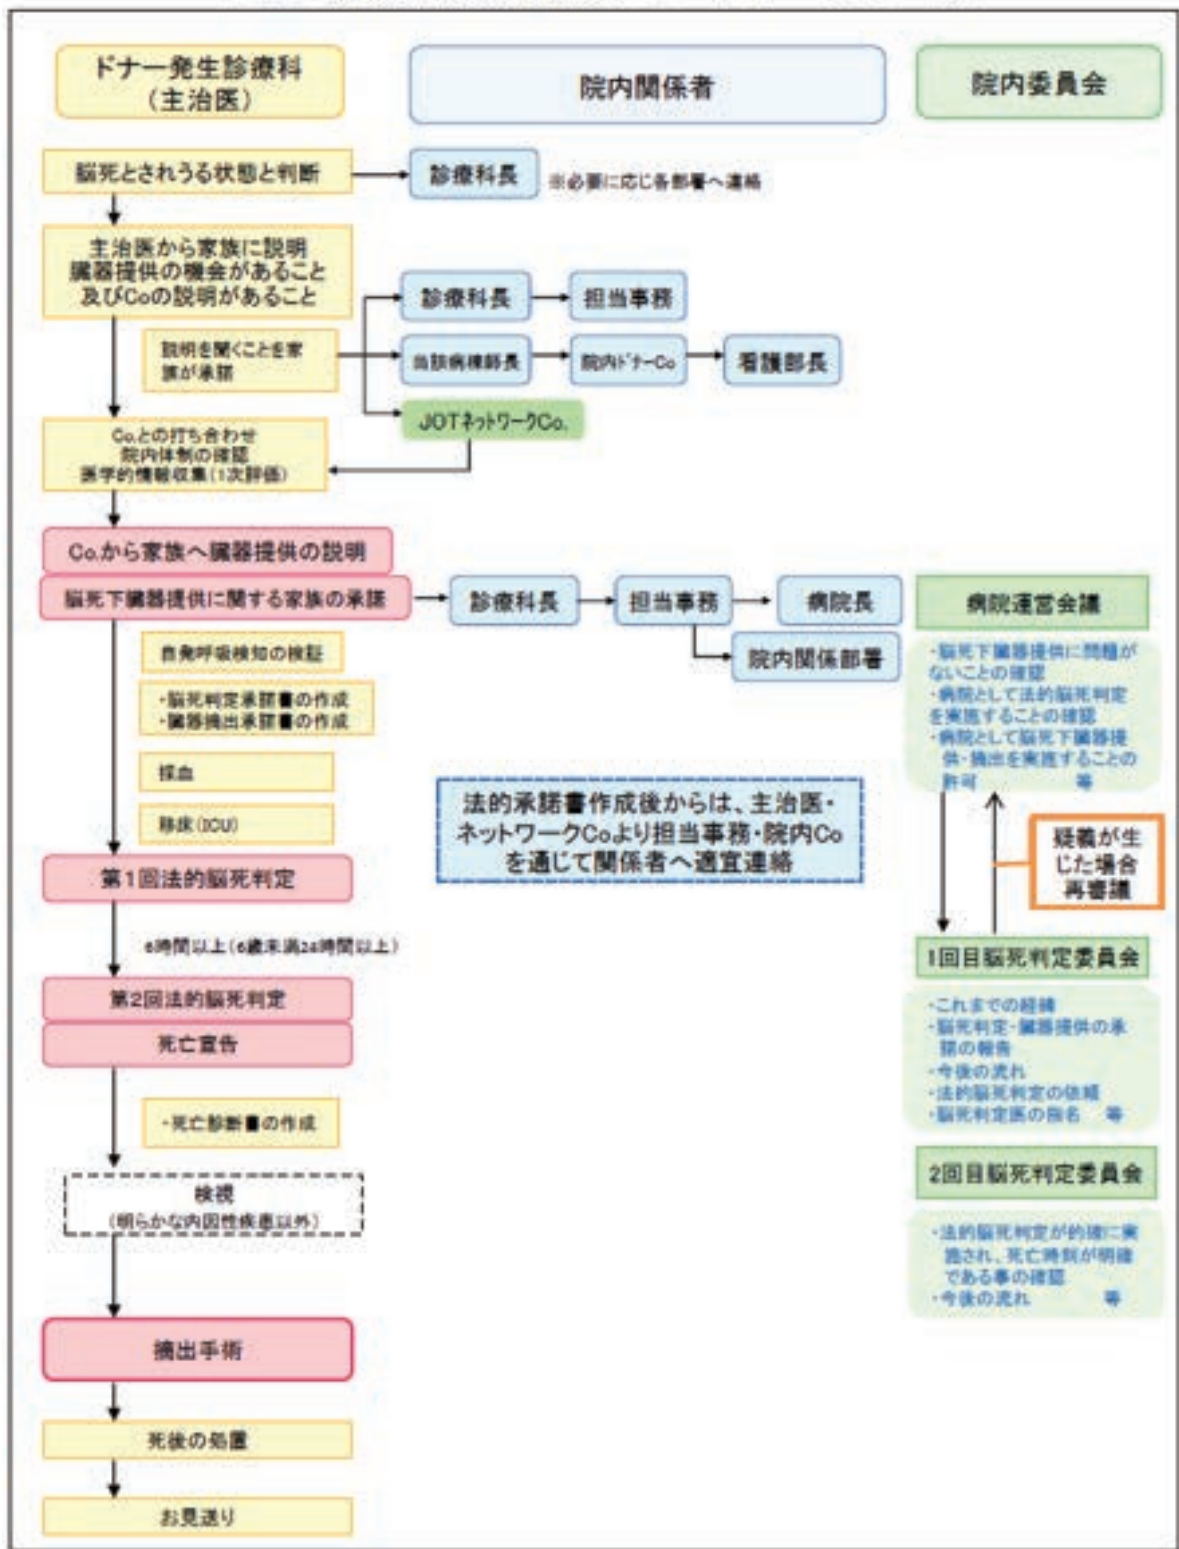 ドナー発生診療科
(主治医)
院内関係者
院内委員会
脳死とされうる状態と判断
診療科長
※必要に応じ各部署へ連絡
主治医から家族に説明
臓器提供の機会があること
及びCoの説明があること
診療科長
担当事務
説明を聞くことを家
族が承諾
当該病棟師長
院内ドナーCo
看護部長
JOTネットワークCo.
Co.との打ち合わせ
院内体制の確認
医学的情報収集(1次評価)
Co.から家族へ臓器提供の説明
脳死下臓器提供に関する家族の承諾
診療科長
担当事務
病院長
院内関係部署
自発呼吸検知の検証
・脳死判定承諾書の作成
・臓器摘出承諾書の作成
採血
移床(ICU)
法的承諾書作成後からは、主治医・
ネットワークCoより担当事務・院内Co
を通じて関係者へ適宜連絡
第1回法的脳死判定
6時間以上(6歳未満24時間以上)
第2回法的脳死判定
死亡宣告
・死亡診断書の作成
検視
(明らかな内因性疾患以外)
摘出手術
死後の処置
お見送り
病院運営会議
・脳死下臓器提供に問題が
ないことの確認
・病院として法的脳死判定
を実施することの確認
・病院として脳死下臓器提
供・摘出を実施することの
許可 等
疑義が生
じた場合
再審議
1回目脳死判定委員会
・これまでの経緯
・脳死判定・臓器提供の承
諾の報告
・今後の流れ
・法的脳死判定の依頼
・脳死判定医の指名 等
2回目脳死判定委員会
・法的脳死判定が的確に実
施され、死亡時刻が明確
である事の確認
・今後の流れ 等